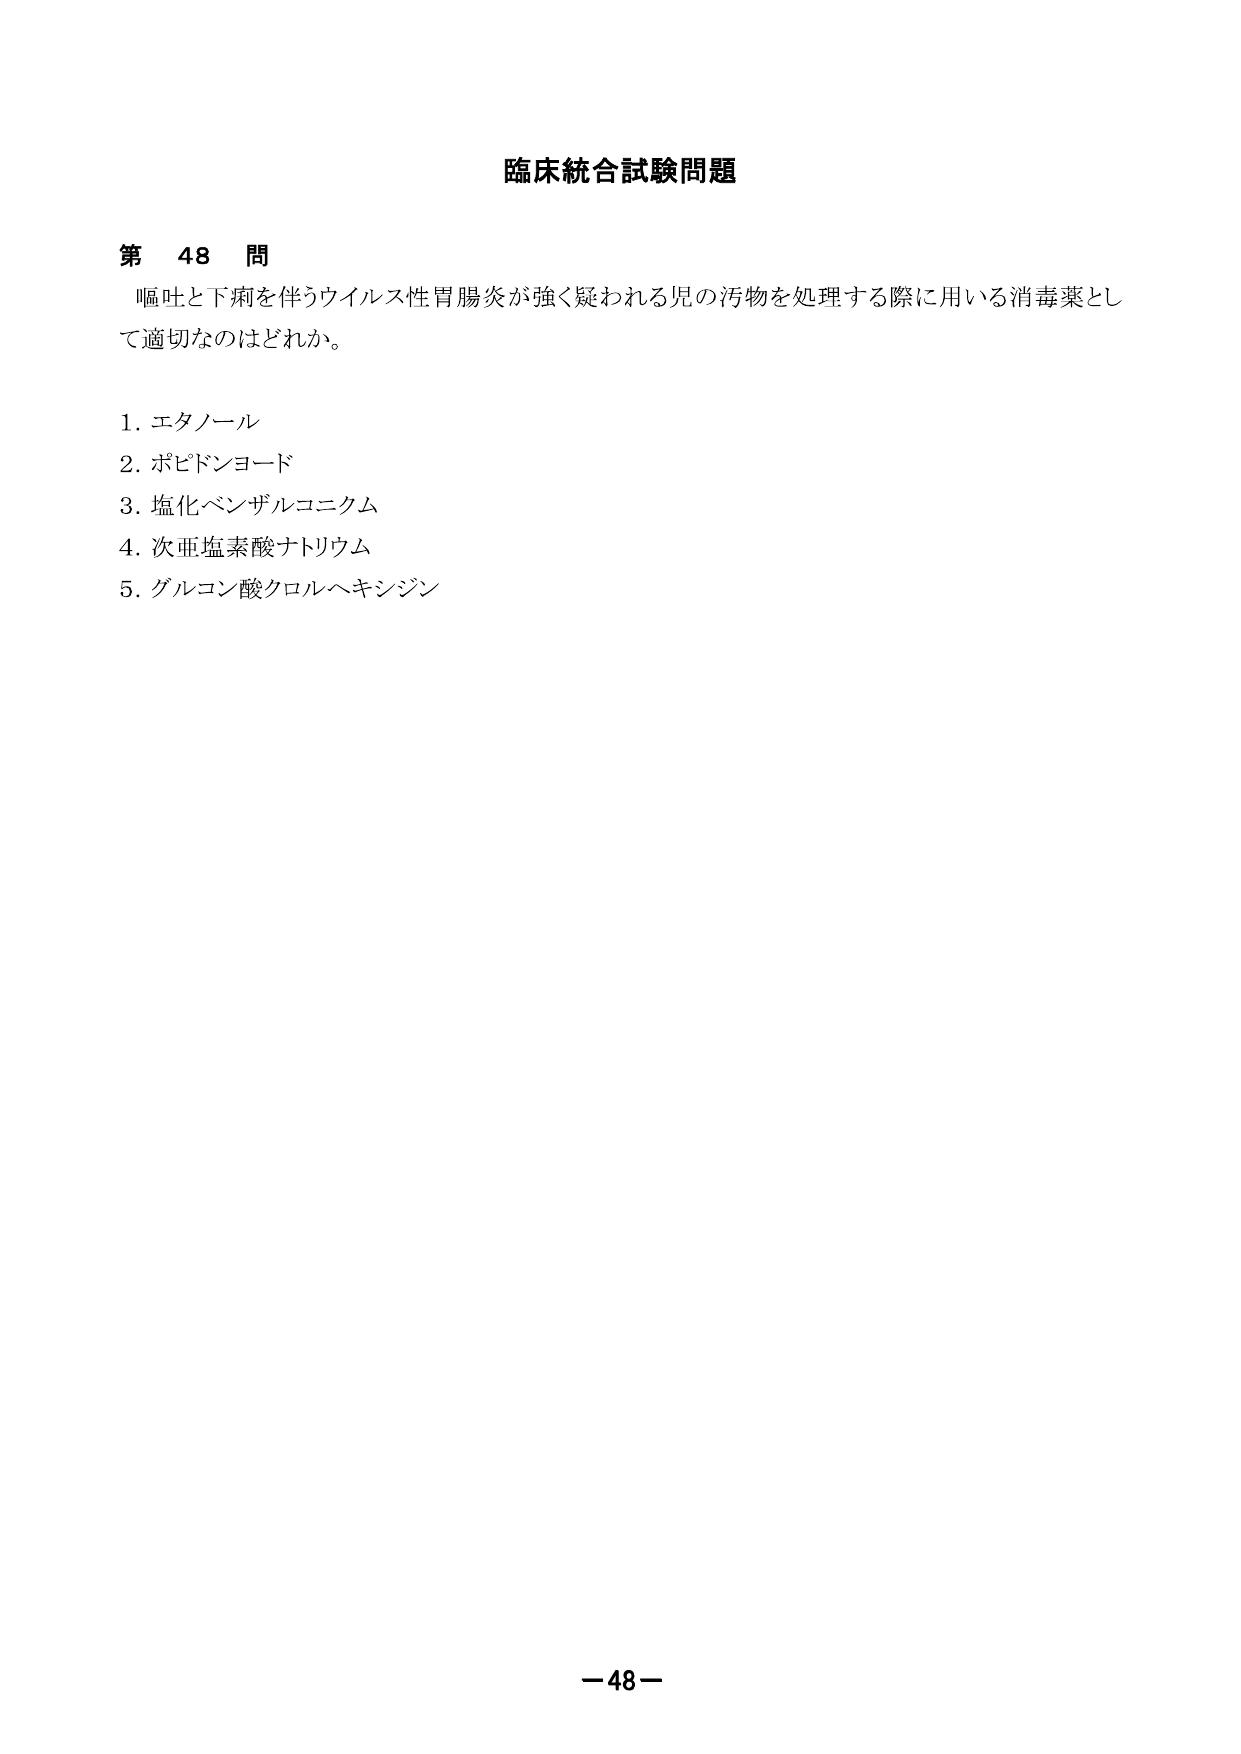 臨床統合試験問題
第　48　問
嘔吐と下痢を伴うウイルス性胃腸炎が強く疑われる児の汚物を処理する際に用いる消毒薬とし
て適切なのはどれか。
1. エタノール
2. ポピドンヨード
3. 塩化ベンザルコニクム
4. 次亜塩素酸ナトリウム
5. グルコン酸クロルヘキシジン
－48－